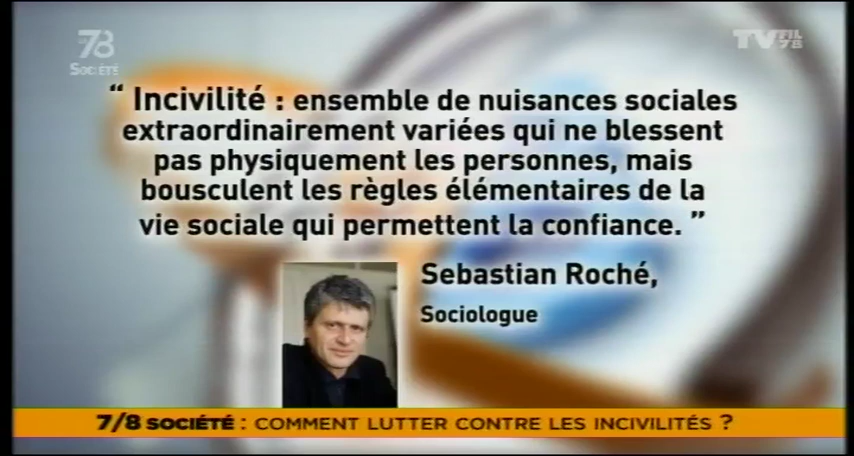 78
SOCIÉTÉ
TV FIL 78
“ Incivilité : ensemble de nuisances sociales
extraordinairement variées qui ne blessent
pas physiquement les personnes, mais
bousculent les règles élémentaires de la
vie sociale qui permettent la confiance. ”
Sebastian Roché,
Sociologue
7/8 SOCIÉTÉ : COMMENT LUTTER CONTRE LES INCIVILITÉS ?